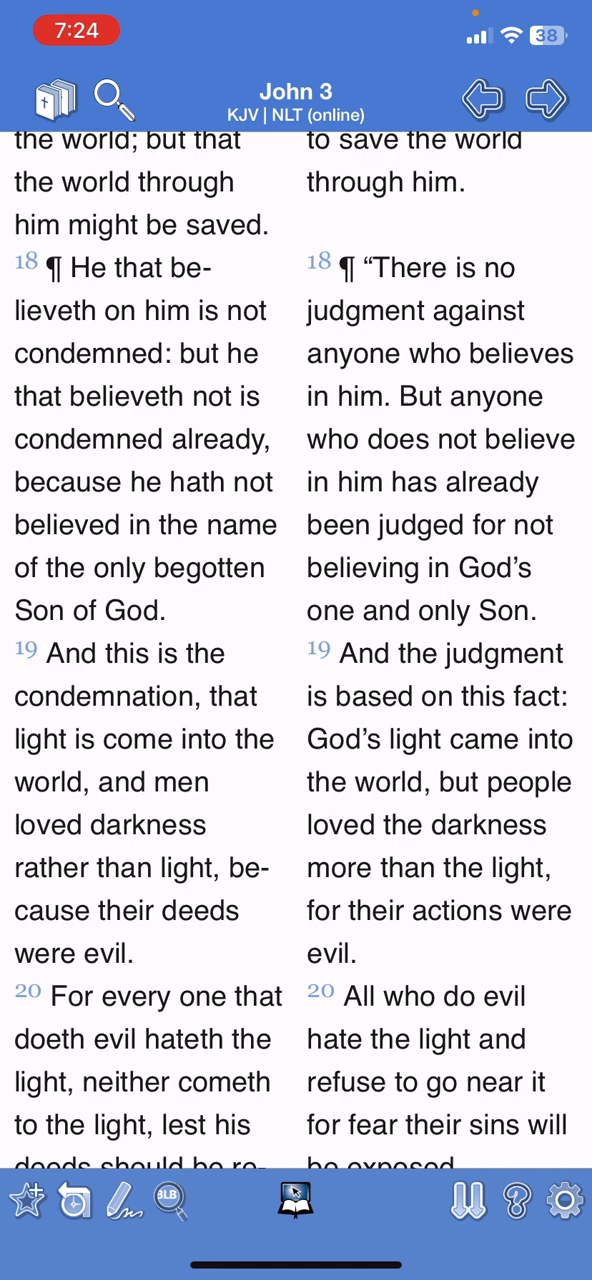 7:24
38
John 3
KJV | NLT (online)
the world; but that
the world through
him might be saved.
18 ¶ He that be-
lieveth on him is not
condemned: but he
that believeth not is
condemned already,
because he hath not
believed in the name
of the only begotten
Son of God.
19 And this is the
condemnation, that
light is come into the
world, and men
loved darkness
rather than light, be-
cause their deeds
were evil.
20 For every one that
doeth evil hateth the
light, neither cometh
to the light, lest his
deeds should be re-
to save the world
through him.
18 ¶ “There is no
judgment against
anyone who believes
in him. But anyone
who does not believe
in him has already
been judged for not
believing in God’s
one and only Son.
19 And the judgment
is based on this fact:
God’s light came into
the world, but people
loved the darkness
more than the light,
for their actions were
evil.
20 All who do evil
hate the light and
refuse to go near it
for fear their sins will
be exposed.
BLB